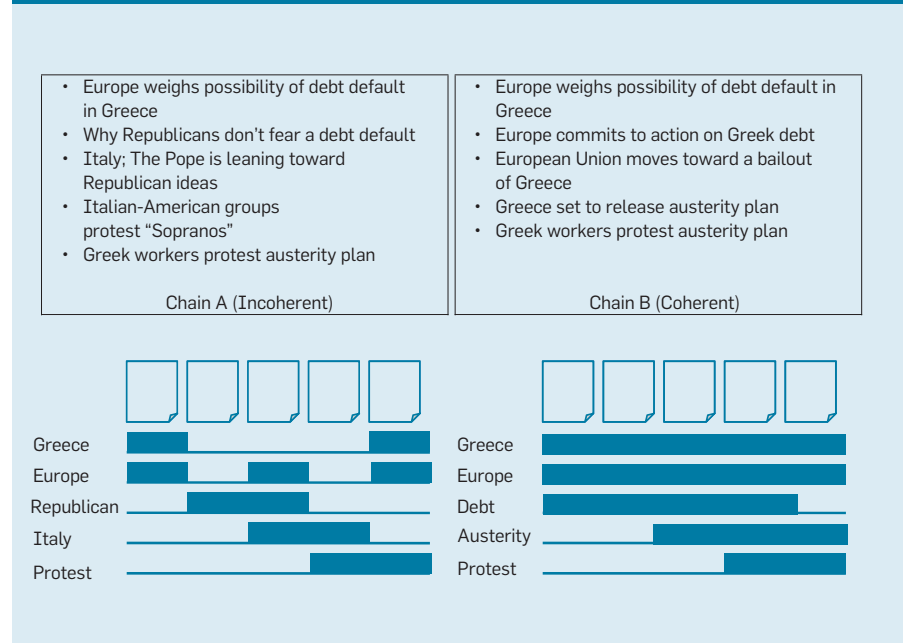 • Europe weighs possibility of debt default
in Greece
• Why Republicans don't fear a debt default
• Italy; The Pope is leaning toward
Republican ideas
• Italian-American groups
protest “Sopranos”
• Greek workers protest austerity plan
Chain A (Incoherent)
• Europe weighs possibility of debt default in
Greece
• Europe commits to action on Greek debt
• European Union moves toward a bailout
of Greece
• Greece set to release austerity plan
• Greek workers protest austerity plan
Chain B (Coherent)
Greece
Europe
Republican
Italy
Protest
Greece
Europe
Debt
Austerity
Protest